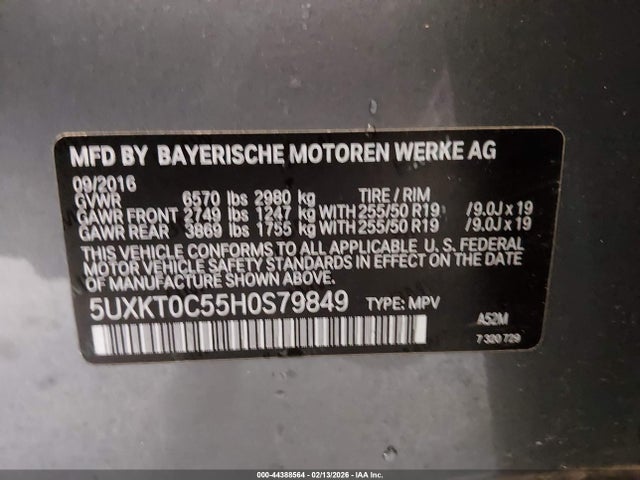 MFD BY BAYERISCHE MOTOREN WERKE AG
09/2016
GVWR 6570 lbs 2980 kg TIRE / RIM
GAWR FRONT 2749 lbs 1247 kg WITH 255/50 R19 /9.0J x 19
GAWR REAR 3869 lbs 1755 kg WITH 255/50 R19 /9.0J x 19
THIS VEHICLE CONFORMS TO ALL APPLICABLE U.S. FEDERAL
MOTOR VEHICLE SAFETY STANDARDS IN EFFECT ON THE DATE
OF MANUFACTURE SHOWN ABOVE.
5UXKT0C55H0S79849 TYPE: MPV
A52M
7 320 729
000-44388564 | 02/13/2026 | IAA Inc.